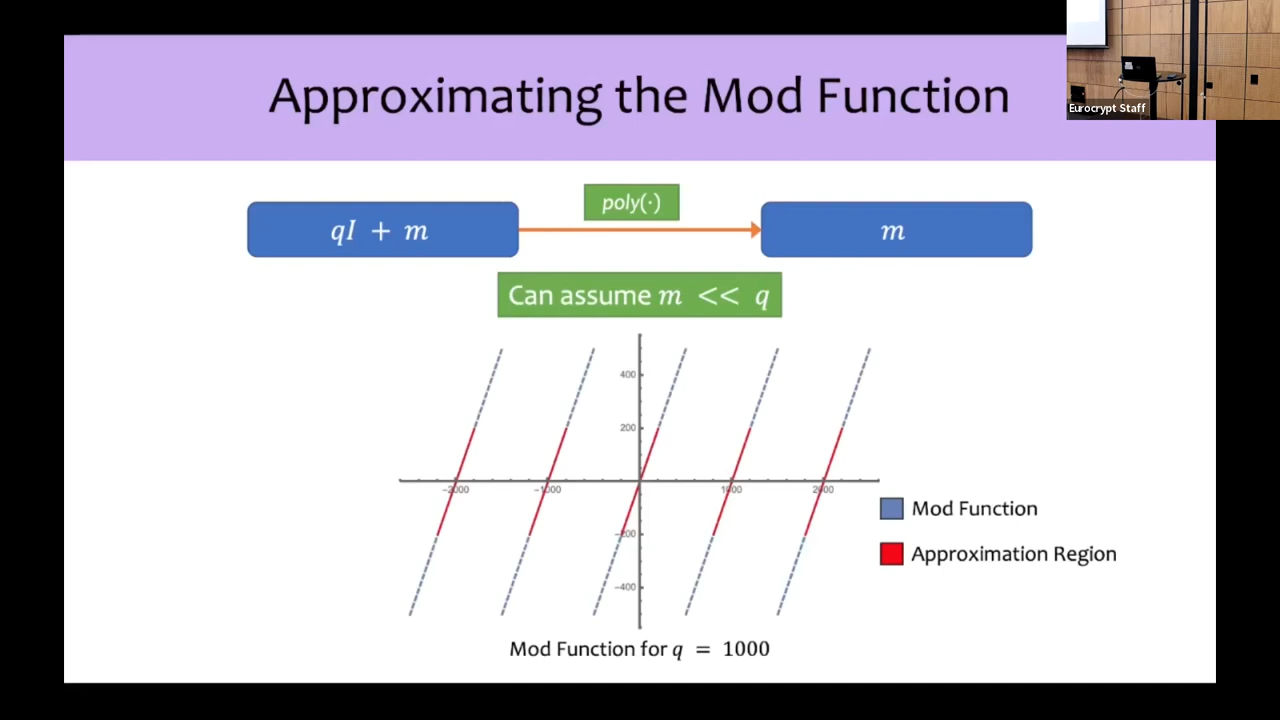 Approximating the Mod Function
Eurocrypt Staff
poly(·)
qI + m
m
Can assume m << q
400
200
−2000
−1000
1000
2000
−200
−400
Mod Function
Approximation Region
Mod Function for q = 1000